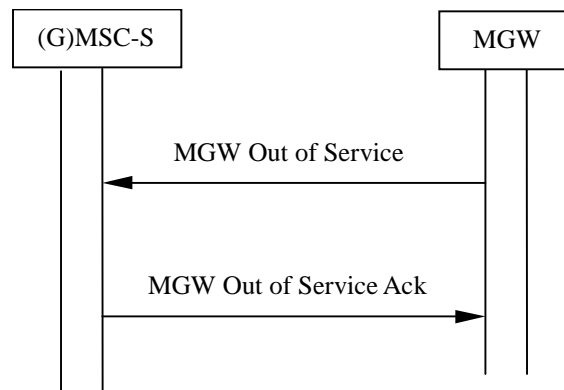 (G)MSC-S
MGW
MGW Out of Service
MGW Out of Service Ack